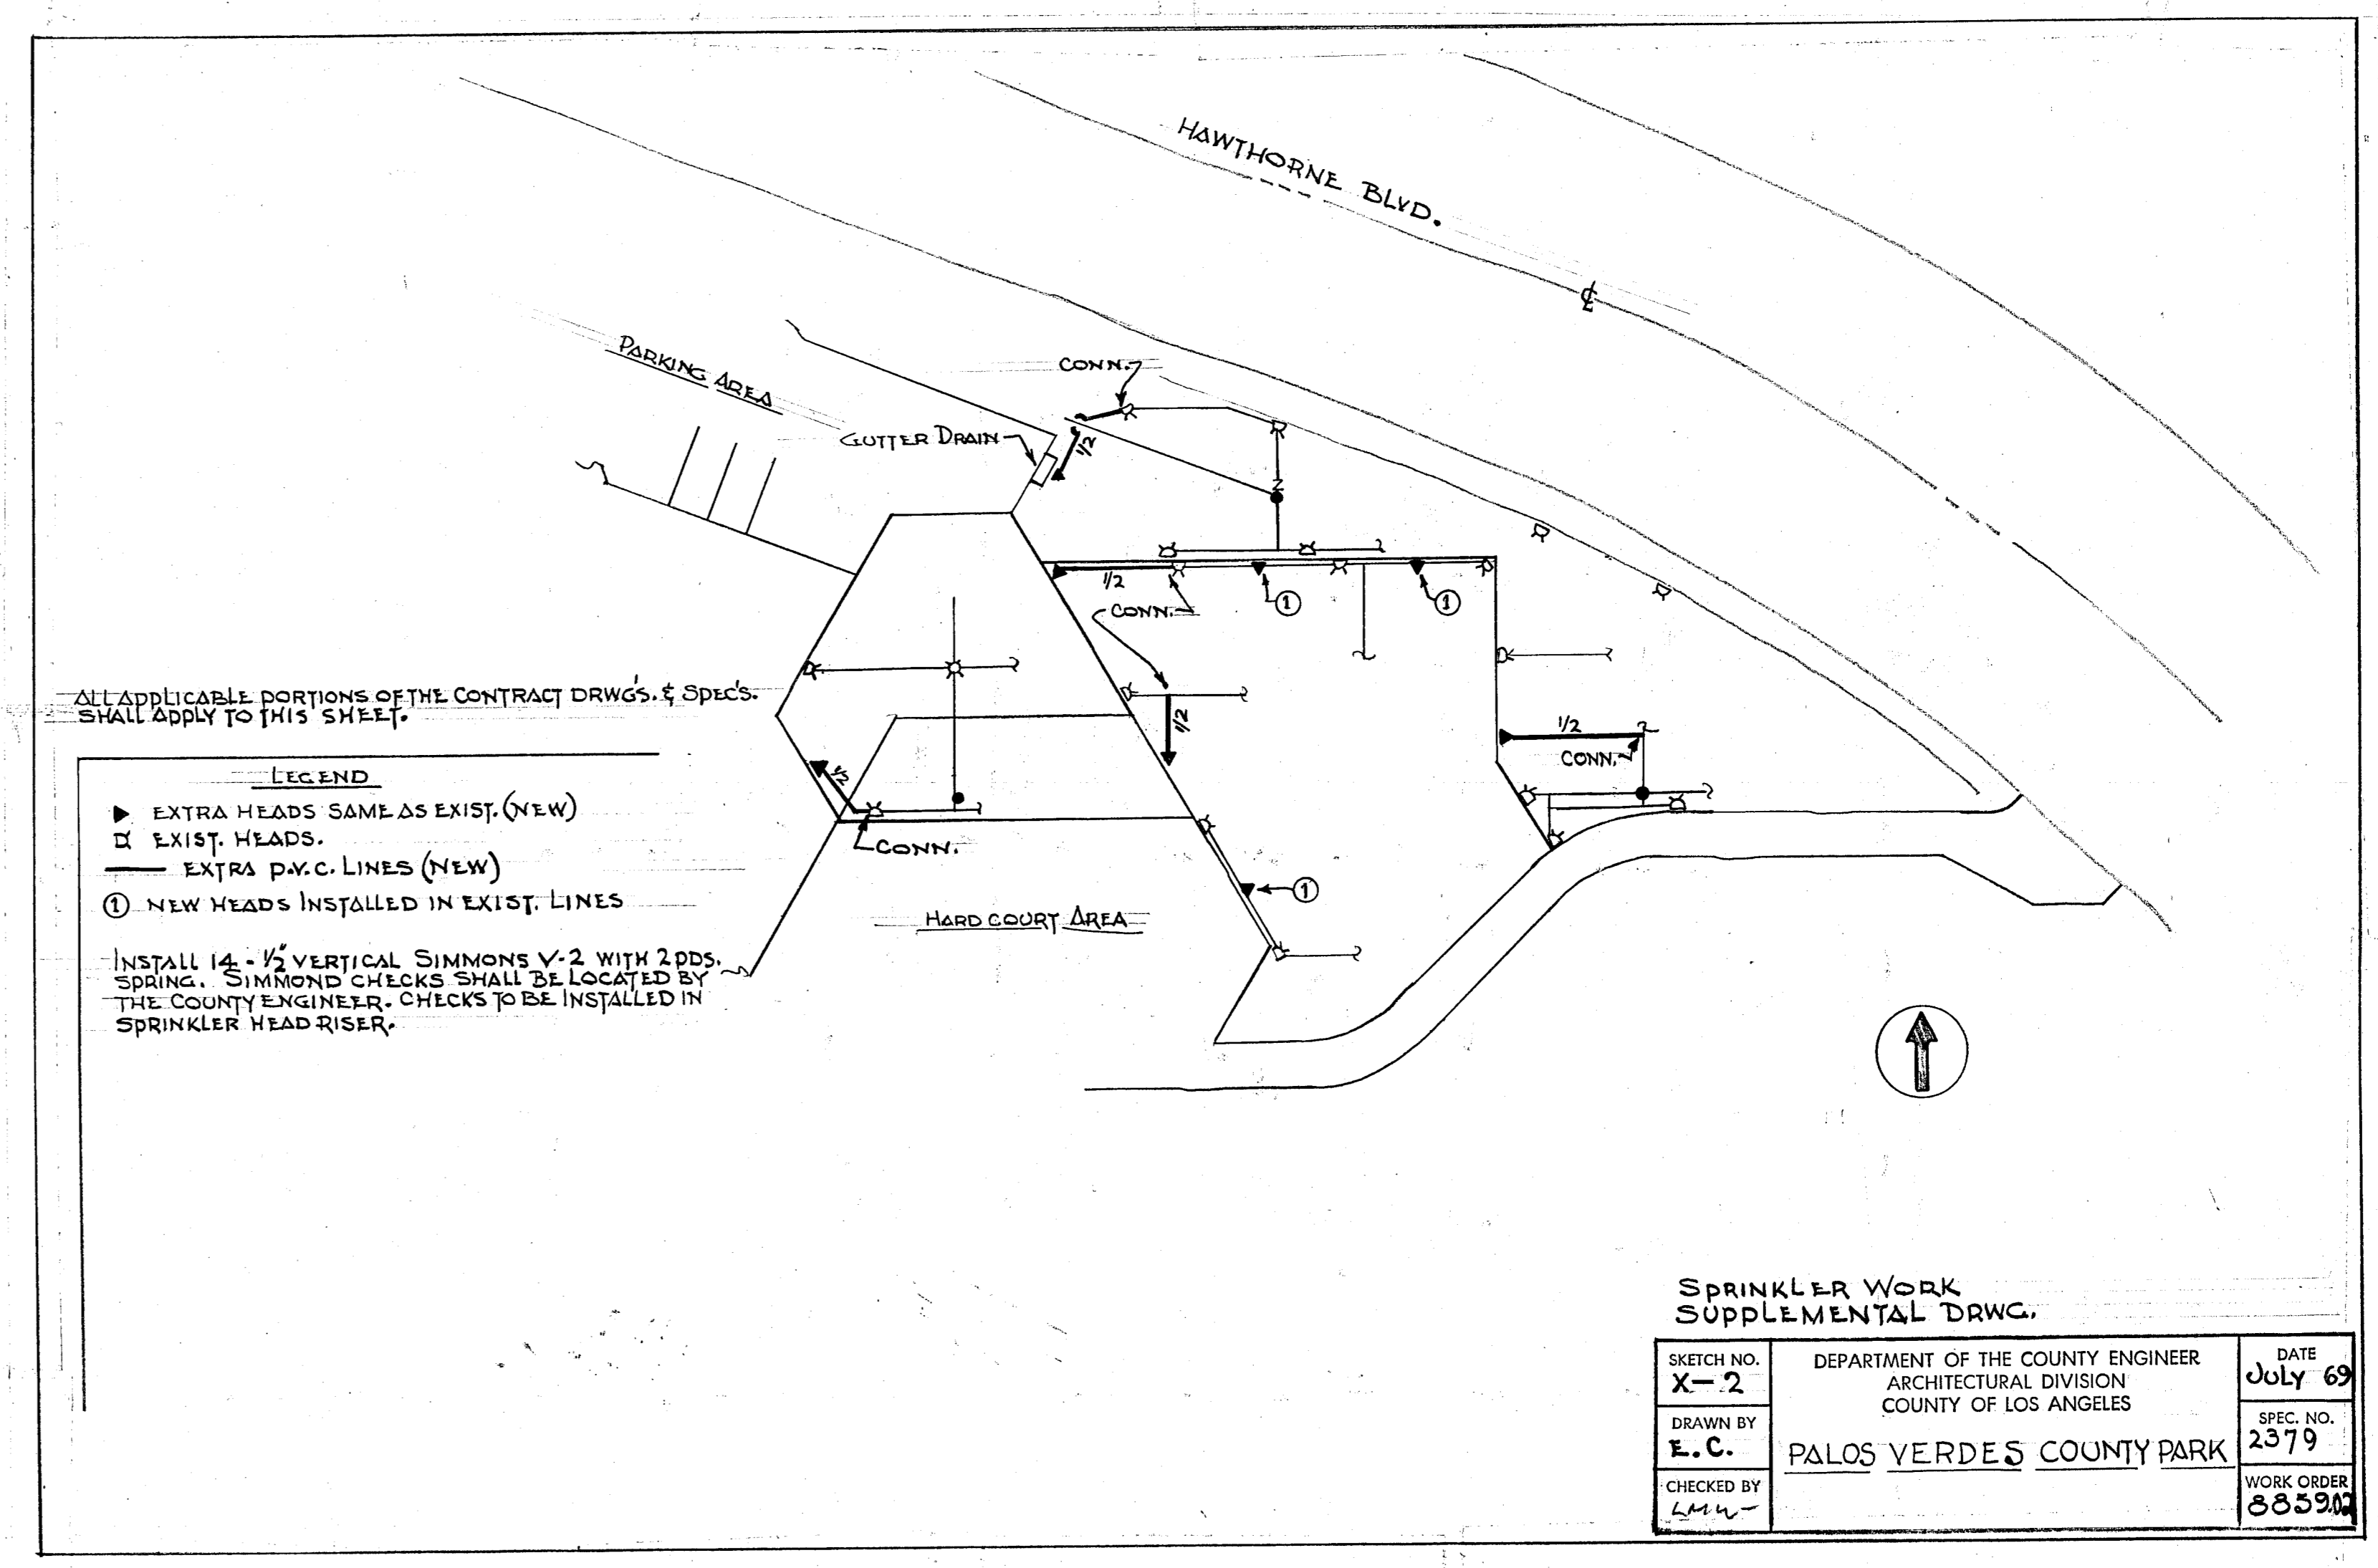 HAWTHORNE BLVD.
℄
PARKING AREA
CONN.
GUTTER DRAIN
1/2
1/2
CONN.
1
1
1/2
1/2
CONN.
ALL APPLICABLE PORTIONS OF THE CONTRACT DRWG'S. & SPEC'S.
SHALL APPLY TO THIS SHEET.
LEGEND
EXTRA HEADS SAME AS EXIST. (NEW)
EXIST. HEADS.
EXTRA P.V.C. LINES (NEW)
1 NEW HEADS INSTALLED IN EXIST. LINES
1/2
CONN.
1
HARD COURT AREA
INSTALL 14 - 1/2" VERTICAL SIMMONS V-2 WITH 2 PDS.
SPRING. SIMMOND CHECKS SHALL BE LOCATED BY
THE COUNTY ENGINEER. CHECKS TO BE INSTALLED IN
SPRINKLER HEAD RISER.
SPRINKLER WORK
SUPPLEMENTAL DRWG.
SKETCH NO.
X-2
DRAWN BY
E.C.
CHECKED BY
DEPARTMENT OF THE COUNTY ENGINEER
ARCHITECTURAL DIVISION
COUNTY OF LOS ANGELES
PALOS VERDES COUNTY PARK
DATE
JULY 69
SPEC. NO.
2379
WORK ORDER
8859.02